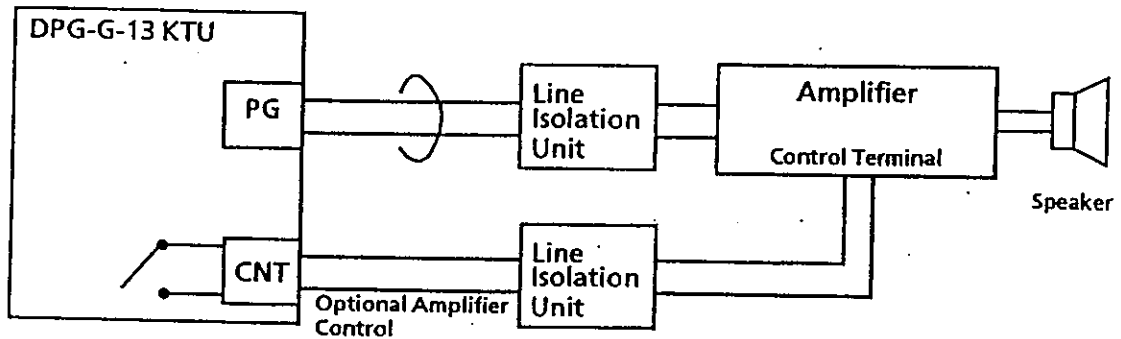 DPG-G-13 KTU
PG
Line
Isolation
Unit
Amplifier
Control Terminal
Speaker
CNT
Optional Amplifier
Control
Line
Isolation
Unit